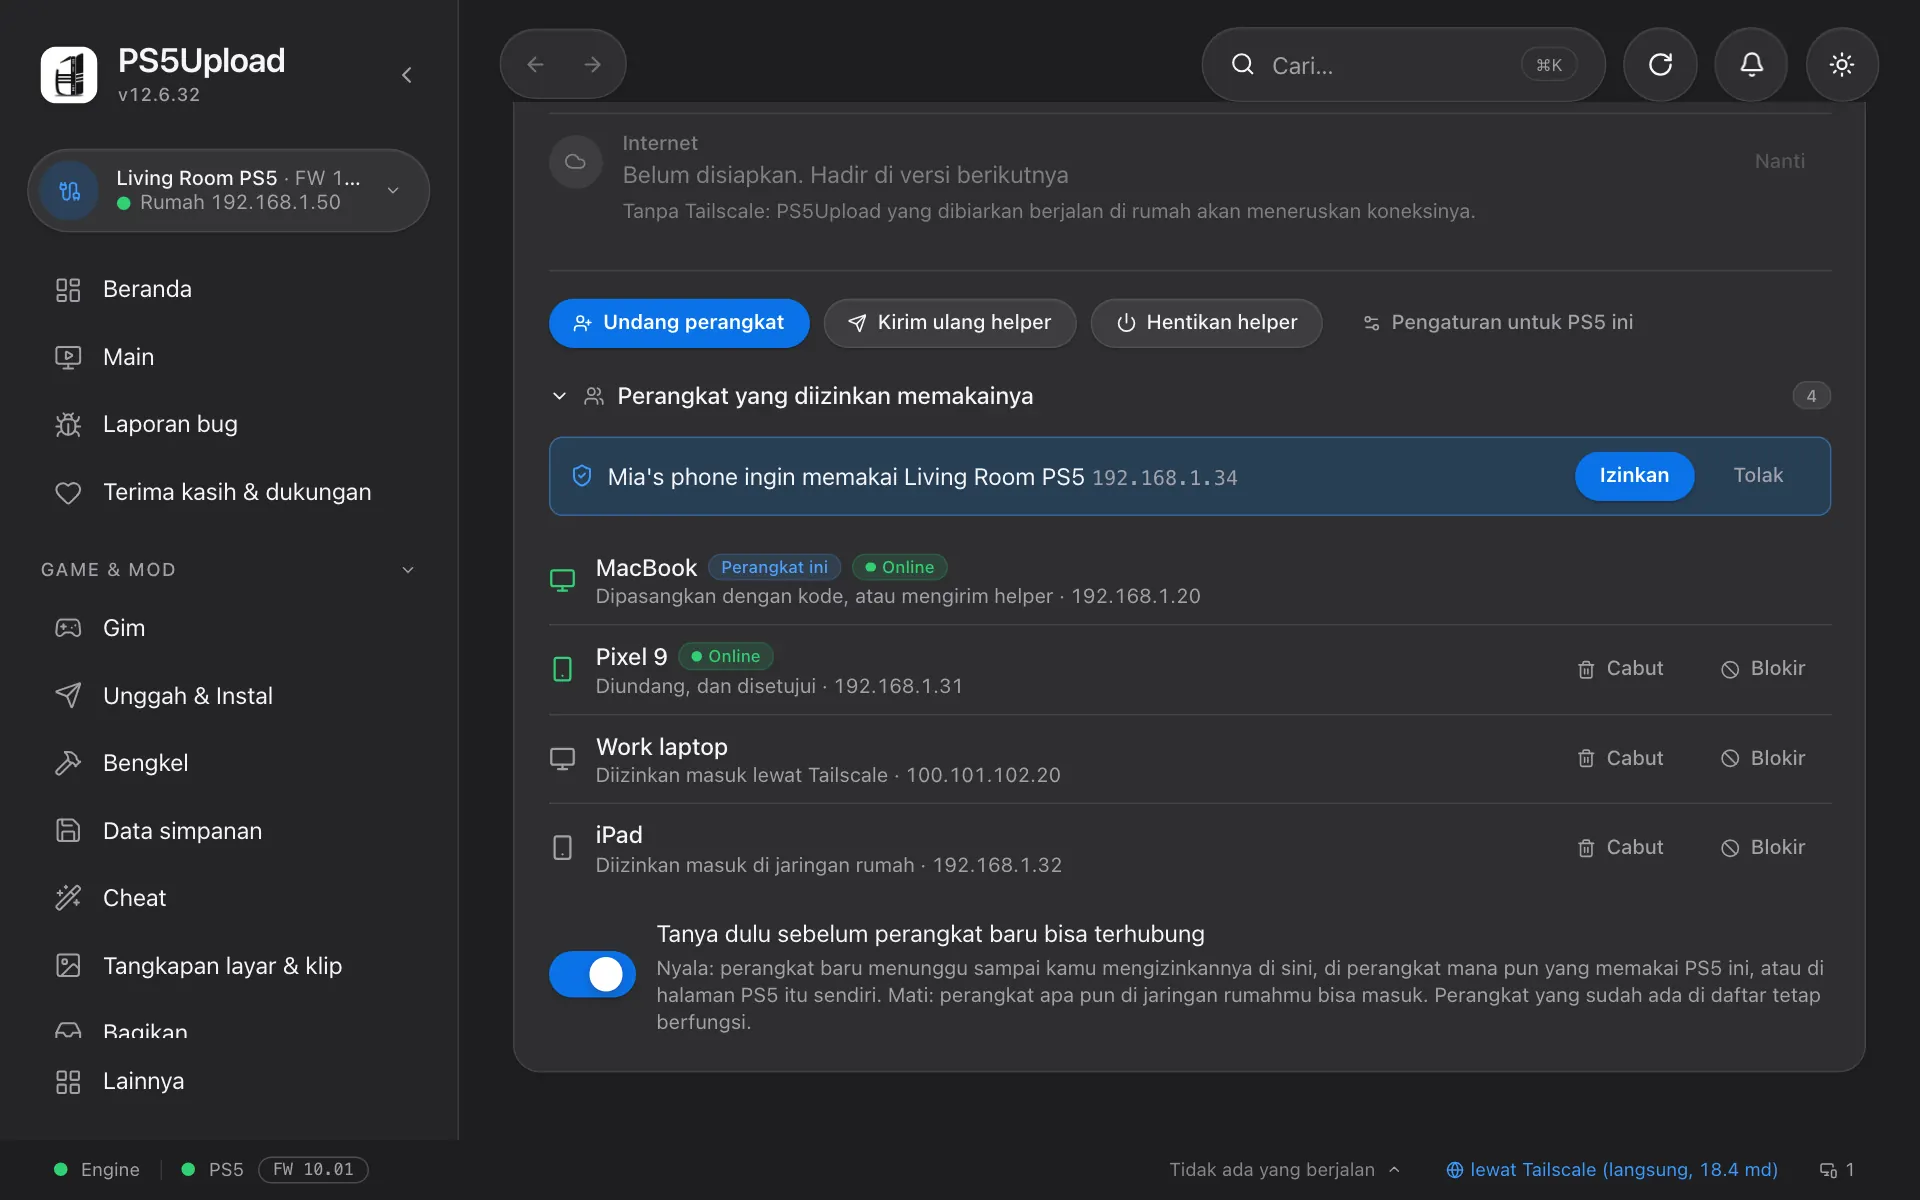 PS5Upload
v12.6.32
Living Room PS5 · FW 1...
Rumah 192.168.1.50
Beranda
Main
Laporan bug
Terima kasih & dukungan
GAME & MOD
Gim
Unggah & Instal
Bengkel
Data simpanan
Cheat
Tangkapan layar & klip
Bagikan
Lainnya
Cari...
⌘K
Internet
Belum disiapkan. Hadir di versi berikutnya
Nanti
Tanpa Tailscale: PS5Upload yang dibiarkan berjalan di rumah akan meneruskan koneksinya.
Undang perangkat
Kirim ulang helper
Hentikan helper
Pengaturan untuk PS5 ini
Perangkat yang diizinkan memakainya
4
Mia's phone ingin memakai Living Room PS5 192.168.1.34
Izinkan
Tolak
MacBook
Perangkat ini
Online
Dipasangkan dengan kode, atau mengirim helper · 192.168.1.20
Pixel 9
Online
Diundang, dan disetujui · 192.168.1.31
Cabut
Blokir
Work laptop
Diizinkan masuk lewat Tailscale · 100.101.102.20
Cabut
Blokir
iPad
Diizinkan masuk di jaringan rumah · 192.168.1.32
Cabut
Blokir
Tanya dulu sebelum perangkat baru bisa terhubung
Nyala: perangkat baru menunggu sampai kamu mengizinkannya di sini, di perangkat mana pun yang memakai PS5 ini, atau di
halaman PS5 itu sendiri. Mati: perangkat apa pun di jaringan rumahmu bisa masuk. Perangkat yang sudah ada di daftar tetap
berfungsi.
Engine
PS5
FW 10.01
Tidak ada yang berjalan
lewat Tailscale (langsung, 18.4 md)
1